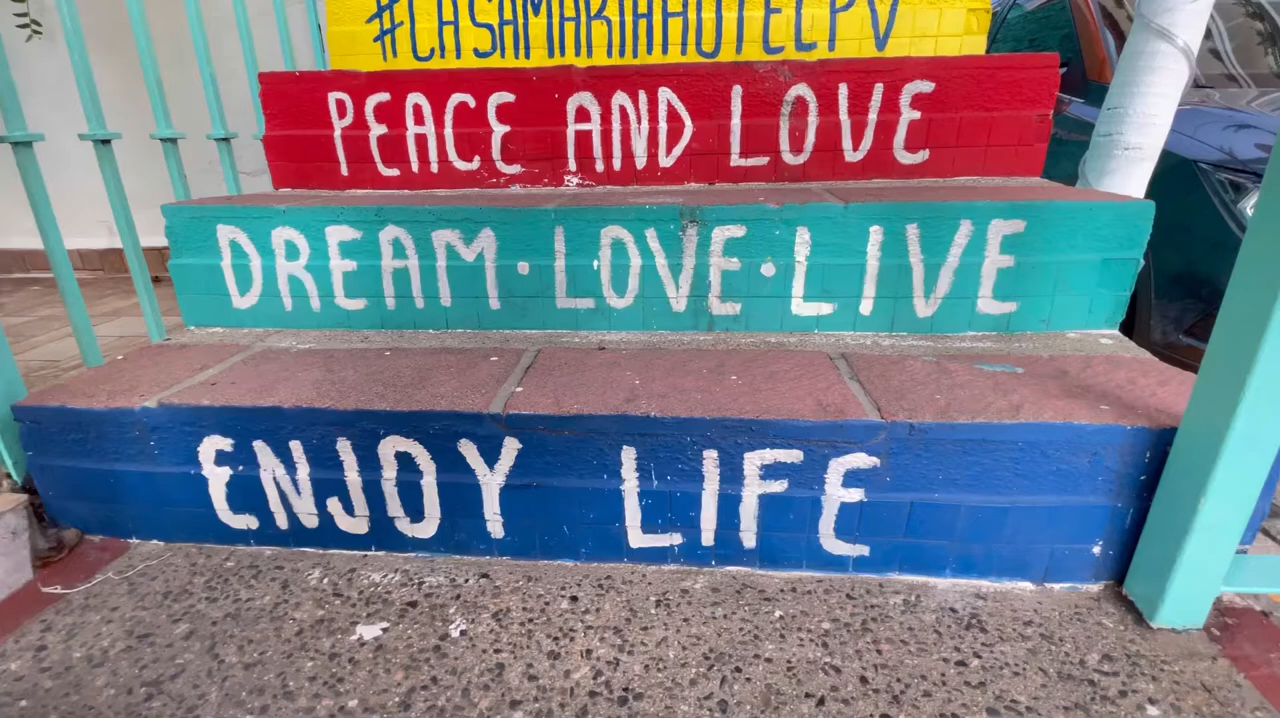 #CASAMARIAHOTELPV
PEACE AND LOVE
DREAM·LOVE·LIVE
ENJOY LIFE